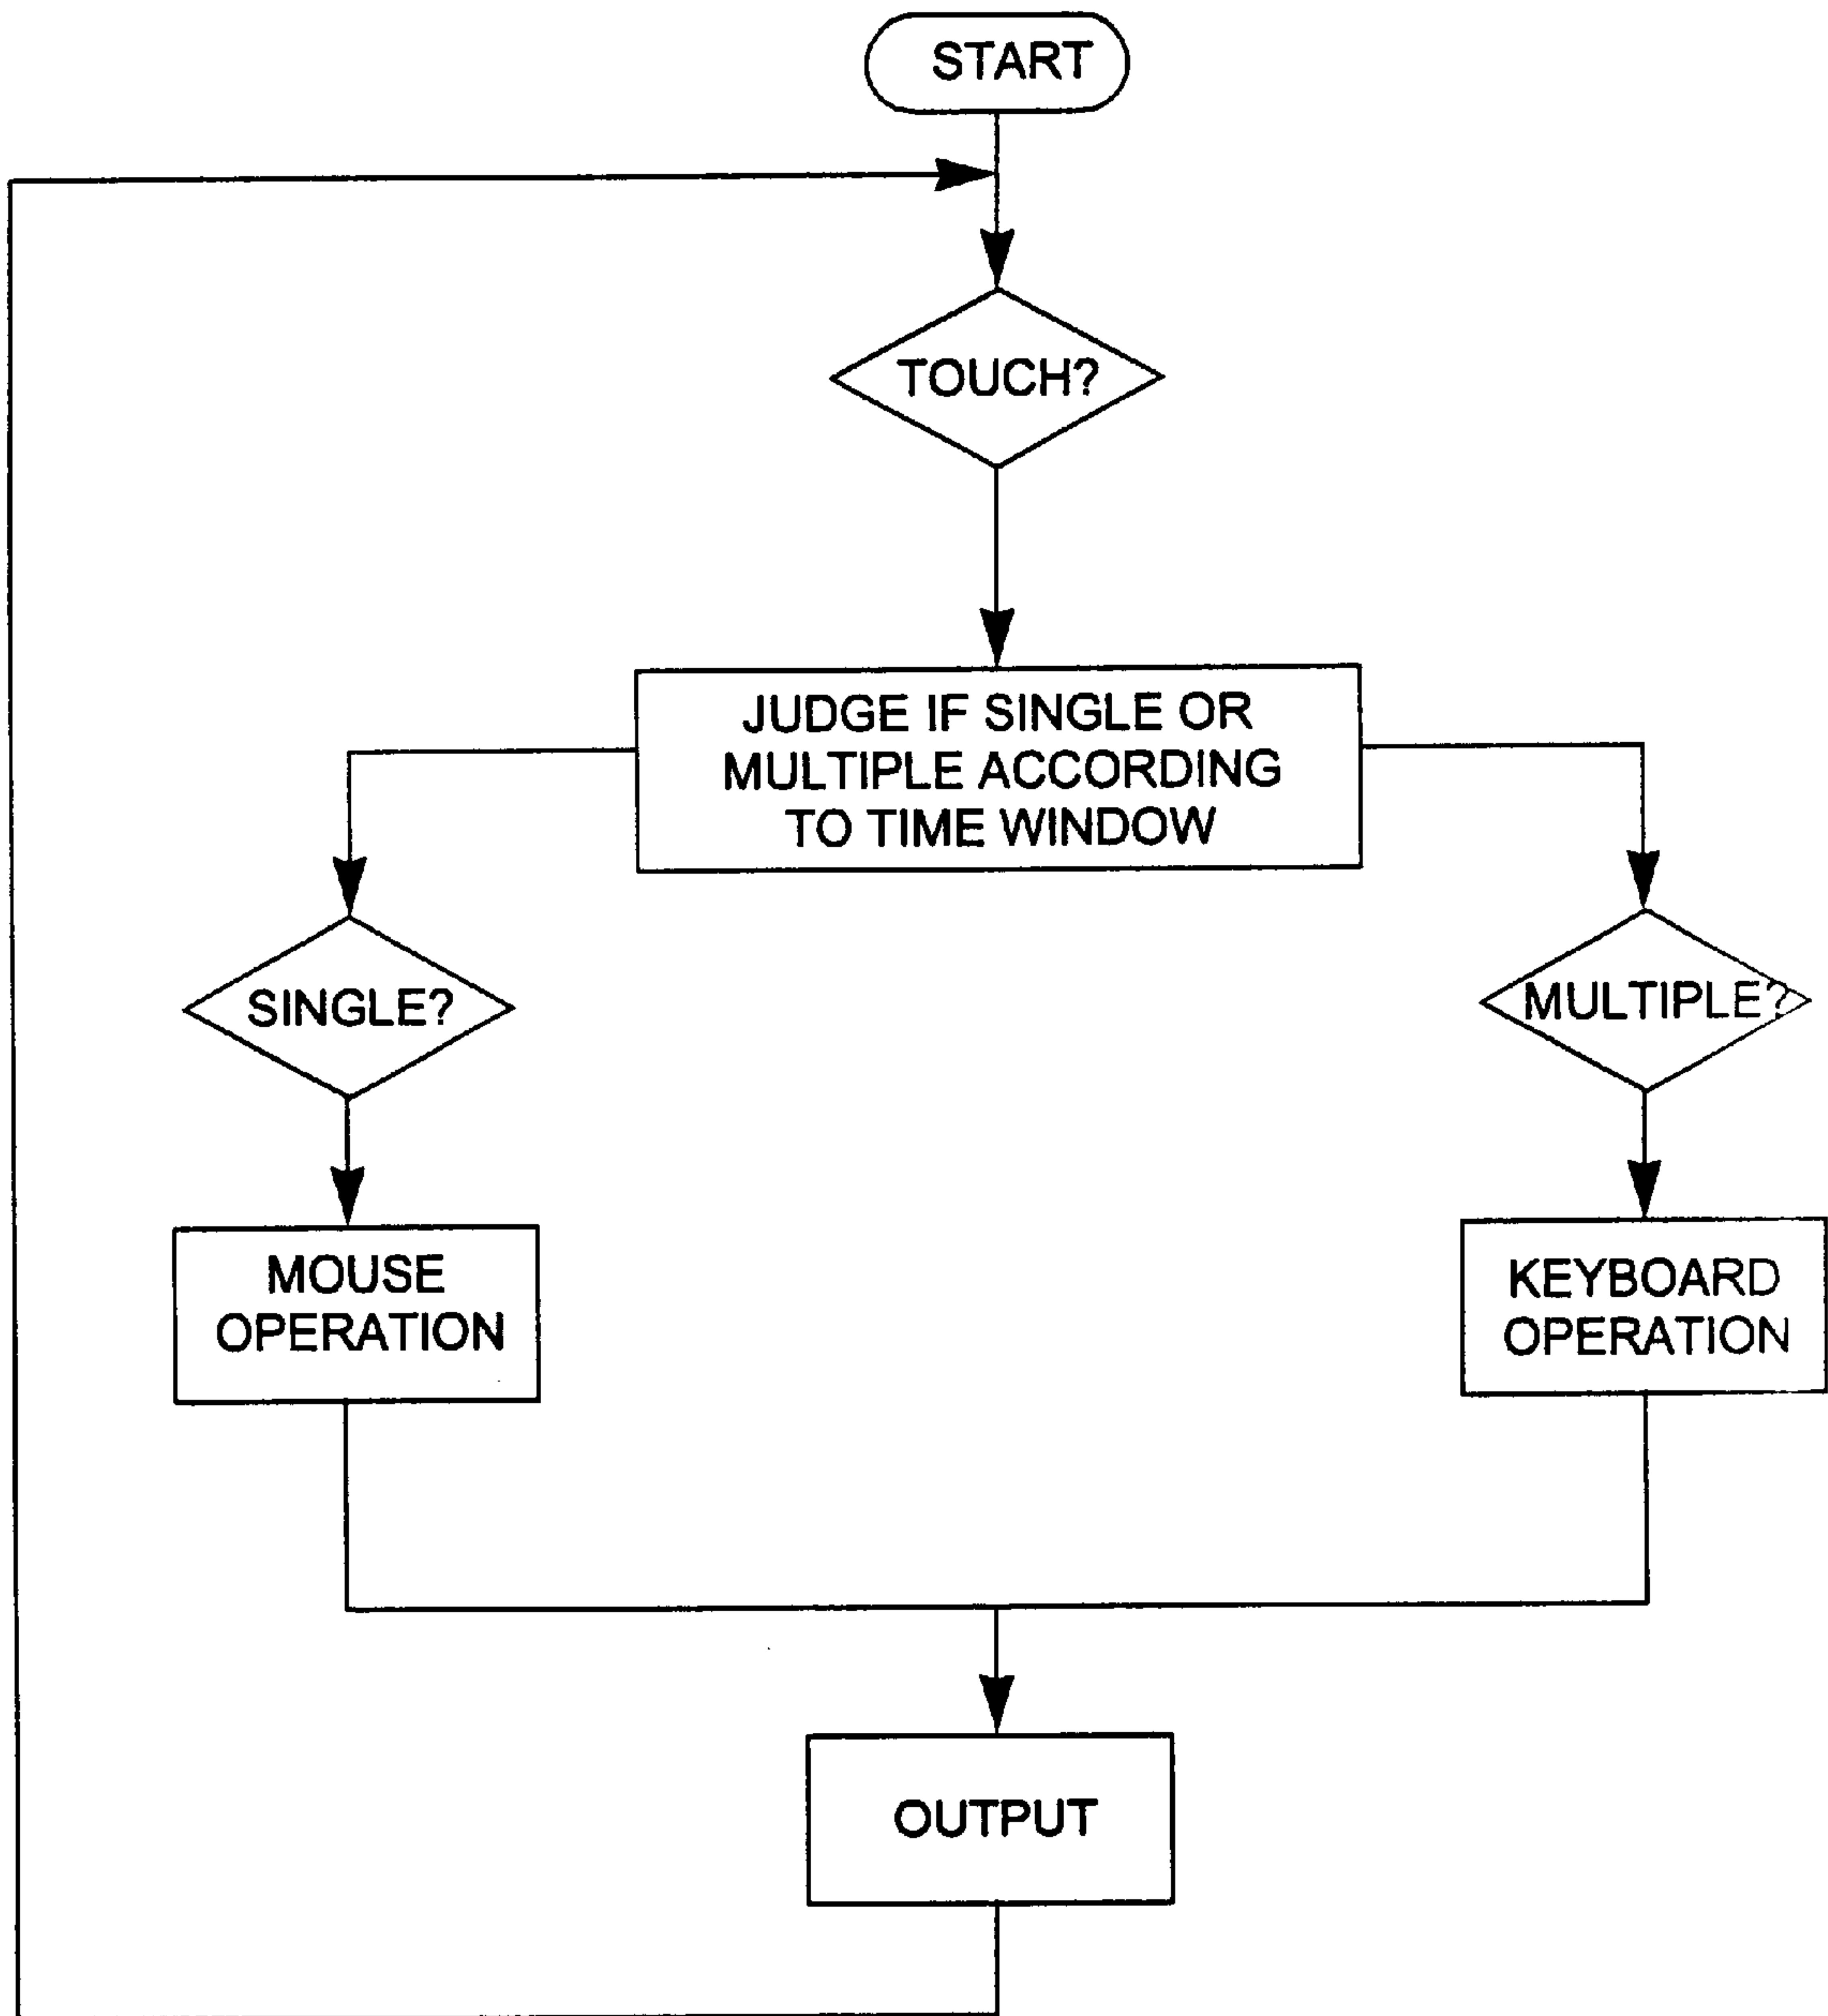 START
TOUCH?
JUDGE IF SINGLE OR
MULTIPLE ACCORDING
TO TIME WINDOW
SINGLE?
MULTIPLE?
MOUSE
OPERATION
KEYBOARD
OPERATION
OUTPUT